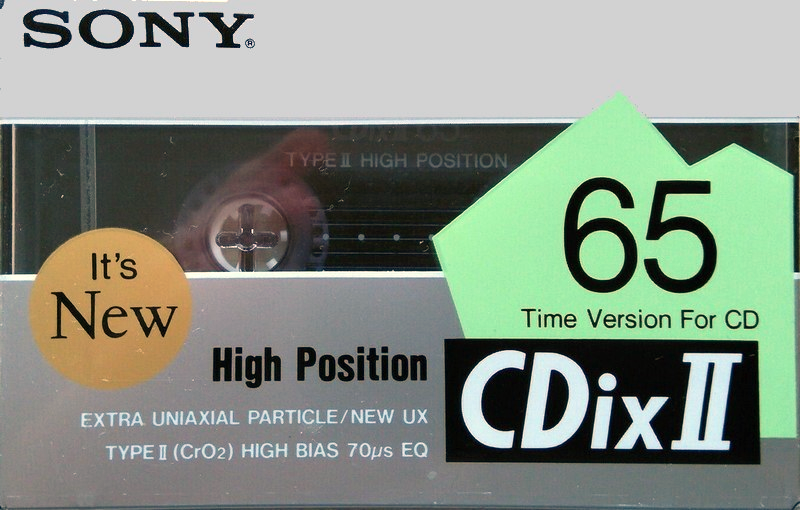 SONY®
TYPE II HIGH POSITION
65
Time Version For CD
It's
New
High Position
CDix II
EXTRA UNIAXIAL PARTICLE/NEW UX
TYPE II (CrO₂) HIGH BIAS 70μs EQ